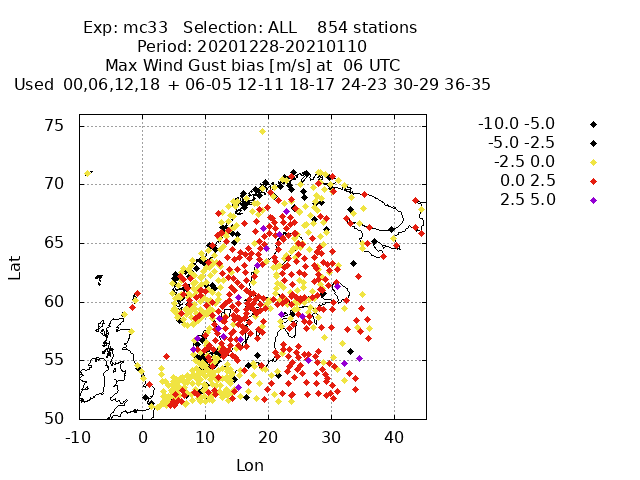 Exp: mc33 Selection: ALL 854 stations
Period: 20201228-20210110
Max Wind Gust bias [m/s] at 06 UTC
Used 00,06,12,18 + 06-05 12-11 18-17 24-23 30-29 36-35
-10.0 -5.0
-5.0 -2.5
-2.5 0.0
0.0 2.5
2.5 5.0
75
70
65
60
55
50
Lat
-10 0 10 20 30 40
Lon